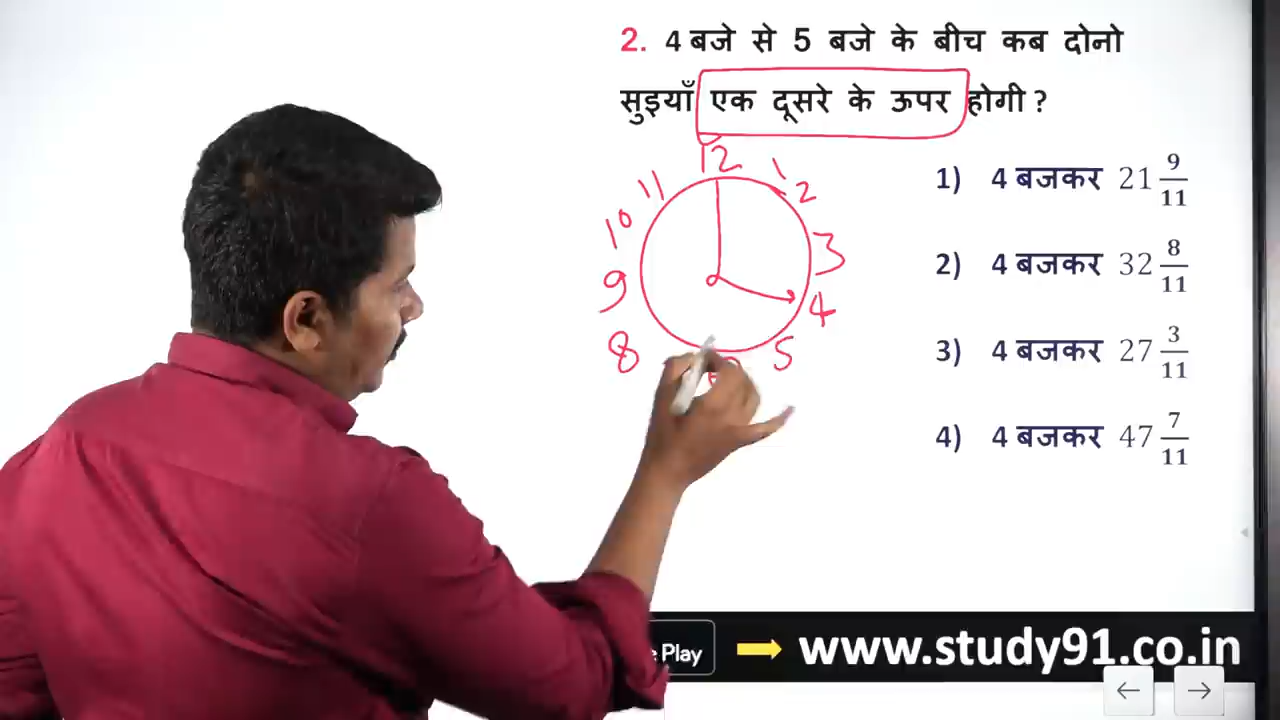 2. 4 बजे से 5 बजे के बीच कब दोनो
सुइयाँ एक दूसरे के ऊपर होगी ?
12
11
1
2
10
3
9
4
8
5
1) 4 बजकर 21 9/11
2) 4 बजकर 32 8/11
3) 4 बजकर 27 3/11
4) 4 बजकर 47 7/11
Play
www.study91.co.in